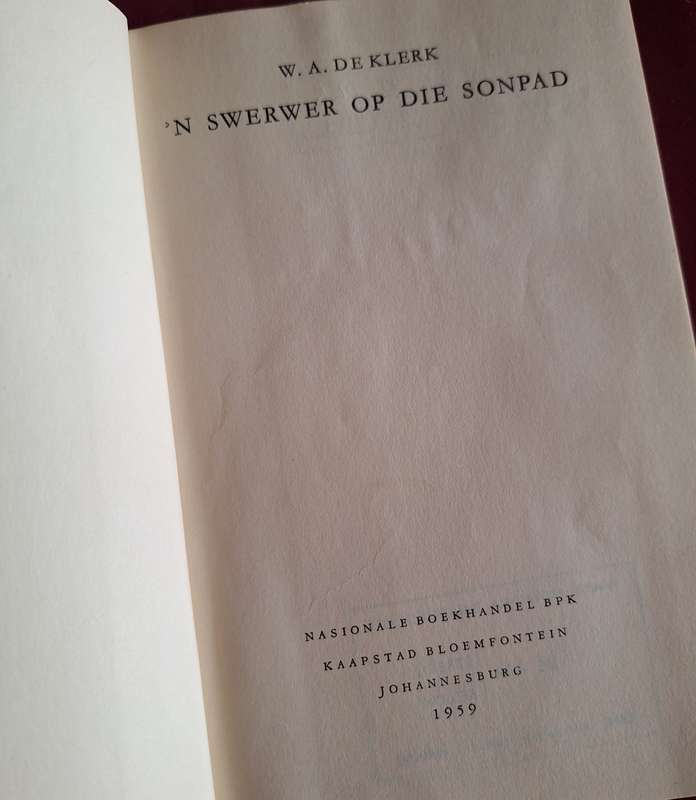 W. A. DE KLERK
'N SWERWER OP DIE SONPAD
NASIONALE BOEKHANDEL BPK
KAAPSTAD BLOEMFONTEIN
JOHANNESBURG
1959